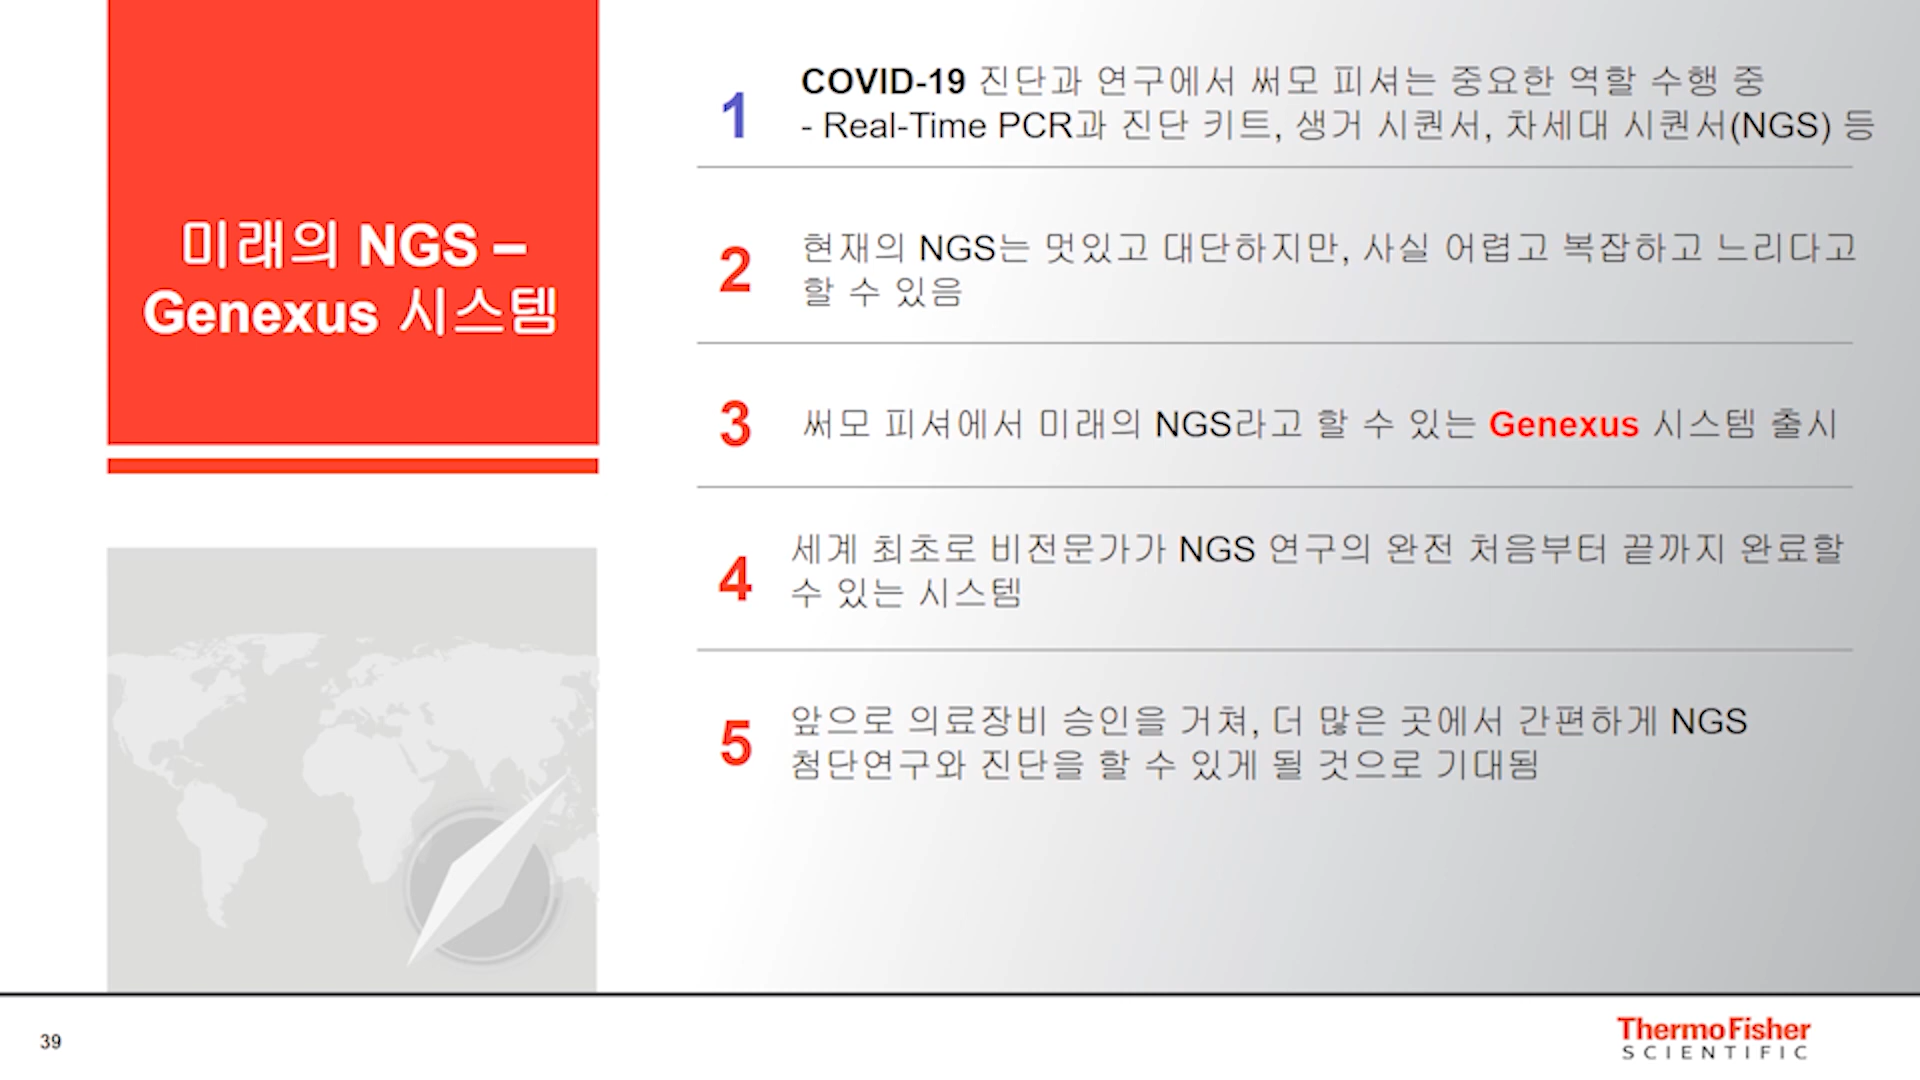 미래의 NGS –
Genexus 시스템
1
COVID-19 진단과 연구에서 써모 피셔는 중요한 역할 수행 중
- Real-Time PCR과 진단 키트, 생거 시퀀서, 차세대 시퀀서(NGS) 등
2
현재의 NGS는 멋있고 대단하지만, 사실 어렵고 복잡하고 느리다고
할 수 있음
3
써모 피셔에서 미래의 NGS라고 할 수 있는 Genexus 시스템 출시
4
세계 최초로 비전문가가 NGS 연구의 완전 처음부터 끝까지 완료할
수 있는 시스템
5
앞으로 의료장비 승인을 거쳐, 더 많은 곳에서 간편하게 NGS
첨단연구와 진단을 할 수 있게 될 것으로 기대됨
39
ThermoFisher
SCIENTIFIC